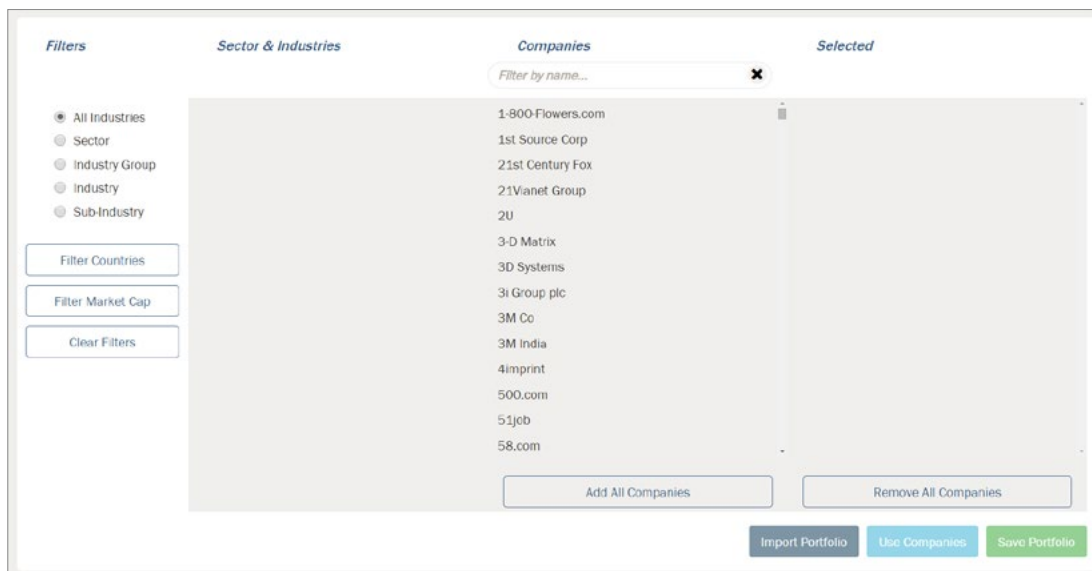 Filters
Sector & Industries
Companies
Selected
Filter by name...
All Industries
Sector
Industry Group
Industry
Sub-Industry
Filter Countries
Filter Market Cap
Clear Filters
1-800-Flowers.com
1st Source Corp
21st Century Fox
21Vianet Group
2U
3-D Matrix
3D Systems
3i Group plc
3M Co
3M India
4imprint
500.com
51job
58.com
Add All Companies
Remove All Companies
Import Portfolio
Use Companies
Save Portfolio